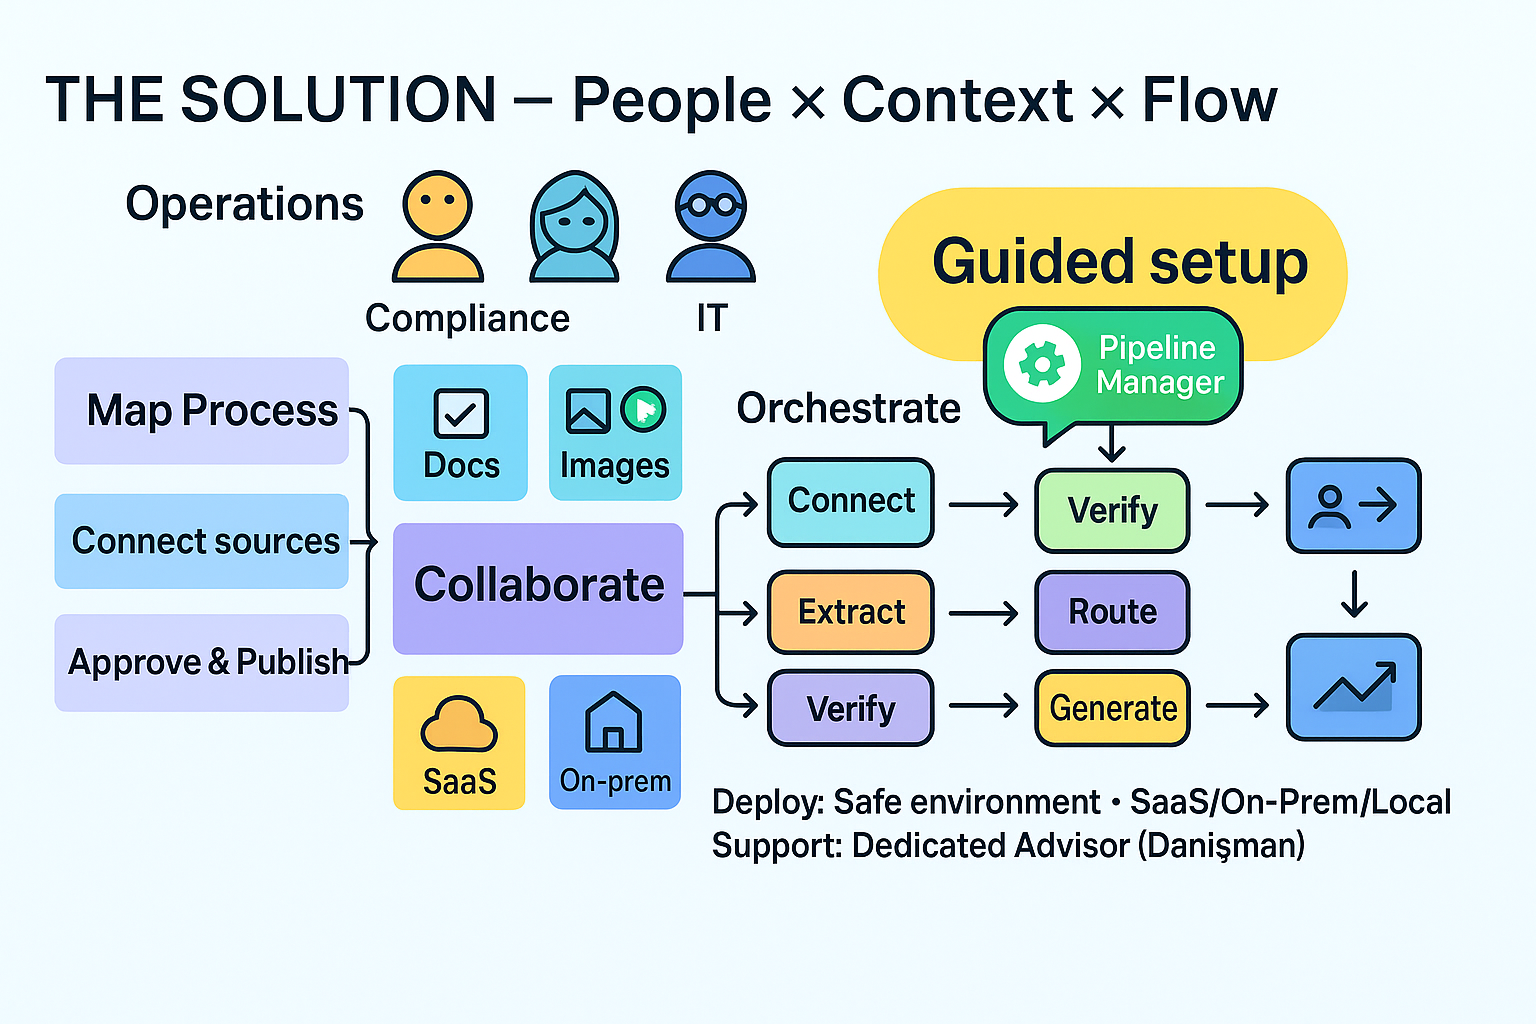 THE SOLUTION – People × Context × Flow
Operations
Compliance
IT
Guided setup
Pipeline
Manager
Map Process
Connect sources
Approve & Publish
Docs
Images
Collaborate
SaaS
On-prem
Orchestrate
Connect
Verify
Extract
Route
Verify
Generate
Deploy: Safe environment • SaaS/On-Prem/Local
Support: Dedicated Advisor (Danişman)